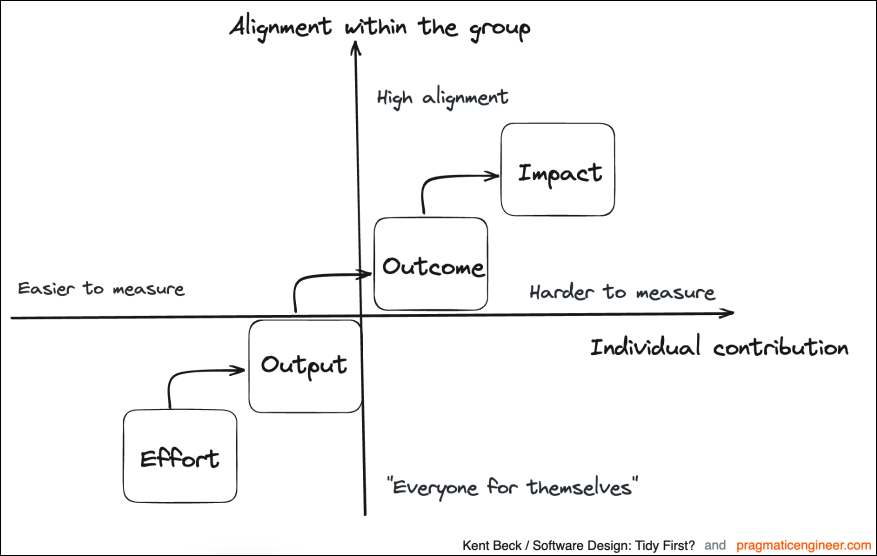 Alignment within the group
High alignment
Impact
Outcome
Easier to measure
Harder to measure
Individual contribution
Output
Effort
"Everyone for themselves"
Kent Beck / Software Design: Tidy First? and pragmaticengineer.com